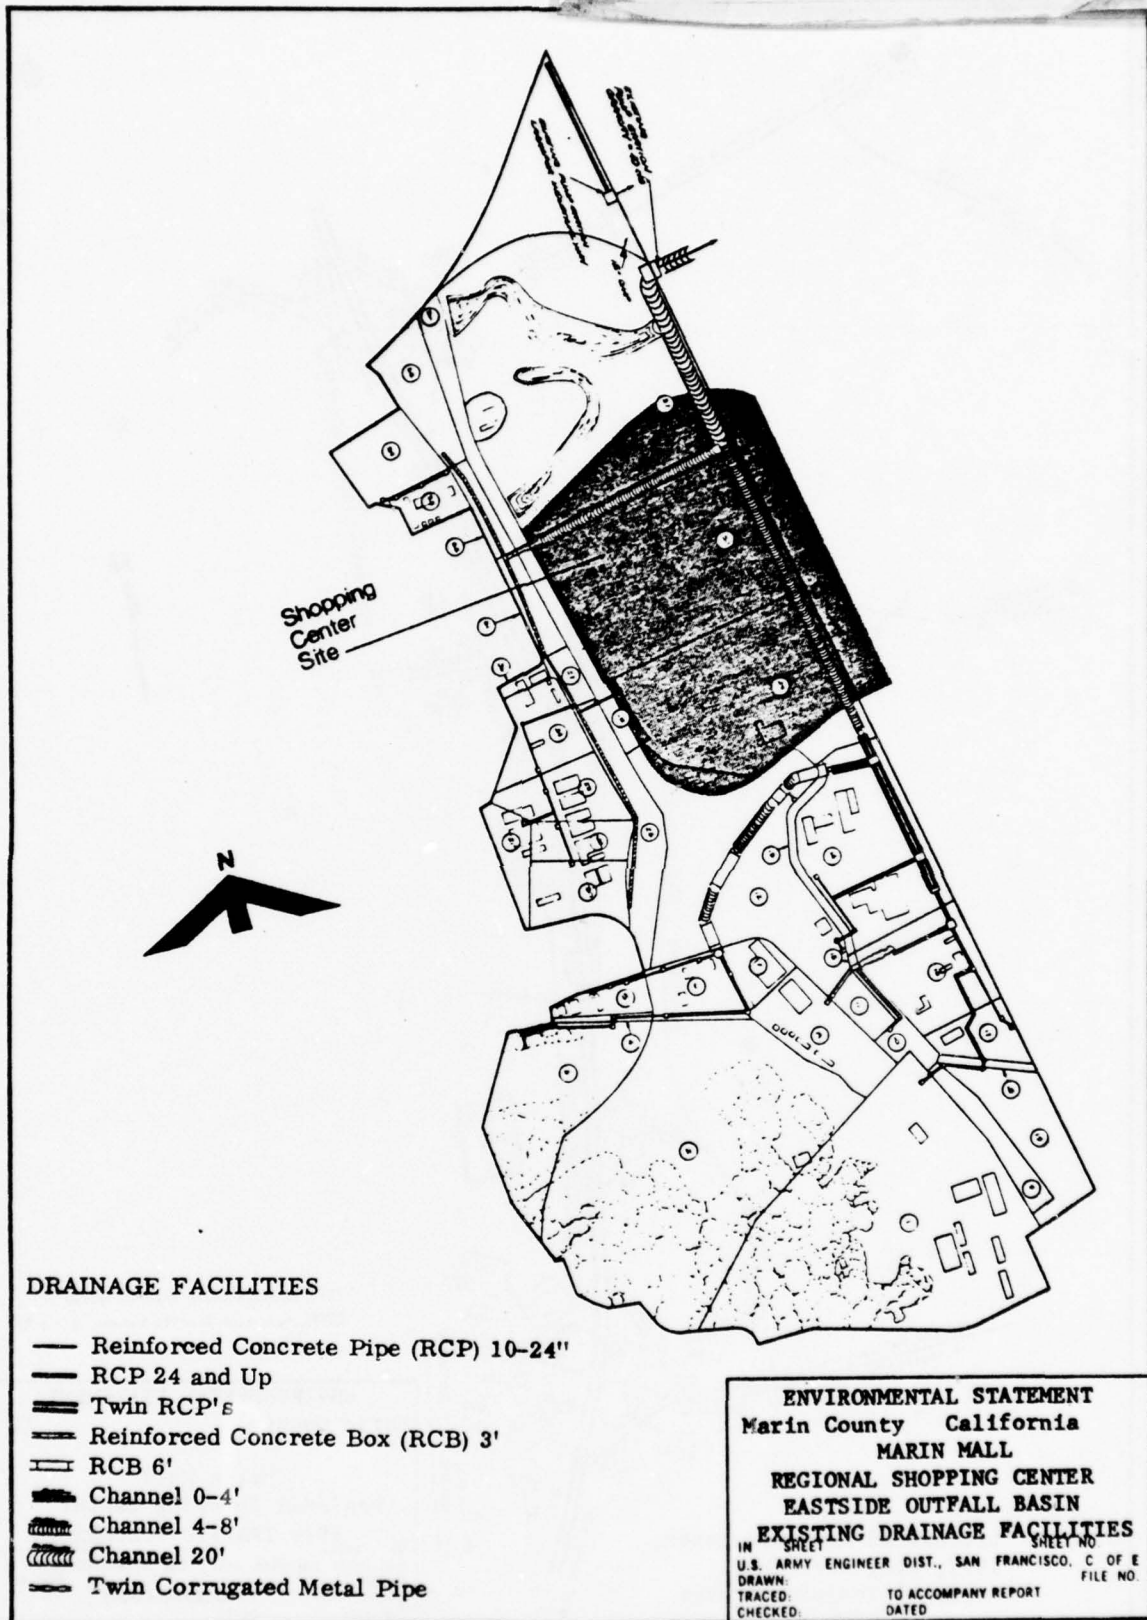 Shopping
Center
Site
N
DRAINAGE FACILITIES
Reinforced Concrete Pipe (RCP) 10-24"
RCP 24 and Up
Twin RCP's
Reinforced Concrete Box (RCB) 3'
RCB 6'
Channel 0-4'
Channel 4-8'
Channel 20'
Twin Corrugated Metal Pipe
ENVIRONMENTAL STATEMENT
Marin County California
MARIN MALL
REGIONAL SHOPPING CENTER
EASTSIDE OUTFALL BASIN
EXISTING DRAINAGE FACILITIES
IN SHEET SHEET NO.
U.S. ARMY ENGINEER DIST., SAN FRANCISCO, C OF E
DRAWN: FILE NO.
TRACED: TO ACCOMPANY REPORT
CHECKED: DATED